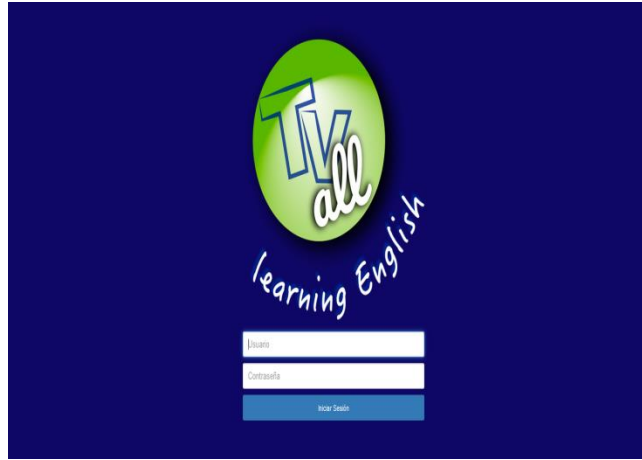 Tv
all
learning English
Usuario
Contraseña
Iniciar Sesión